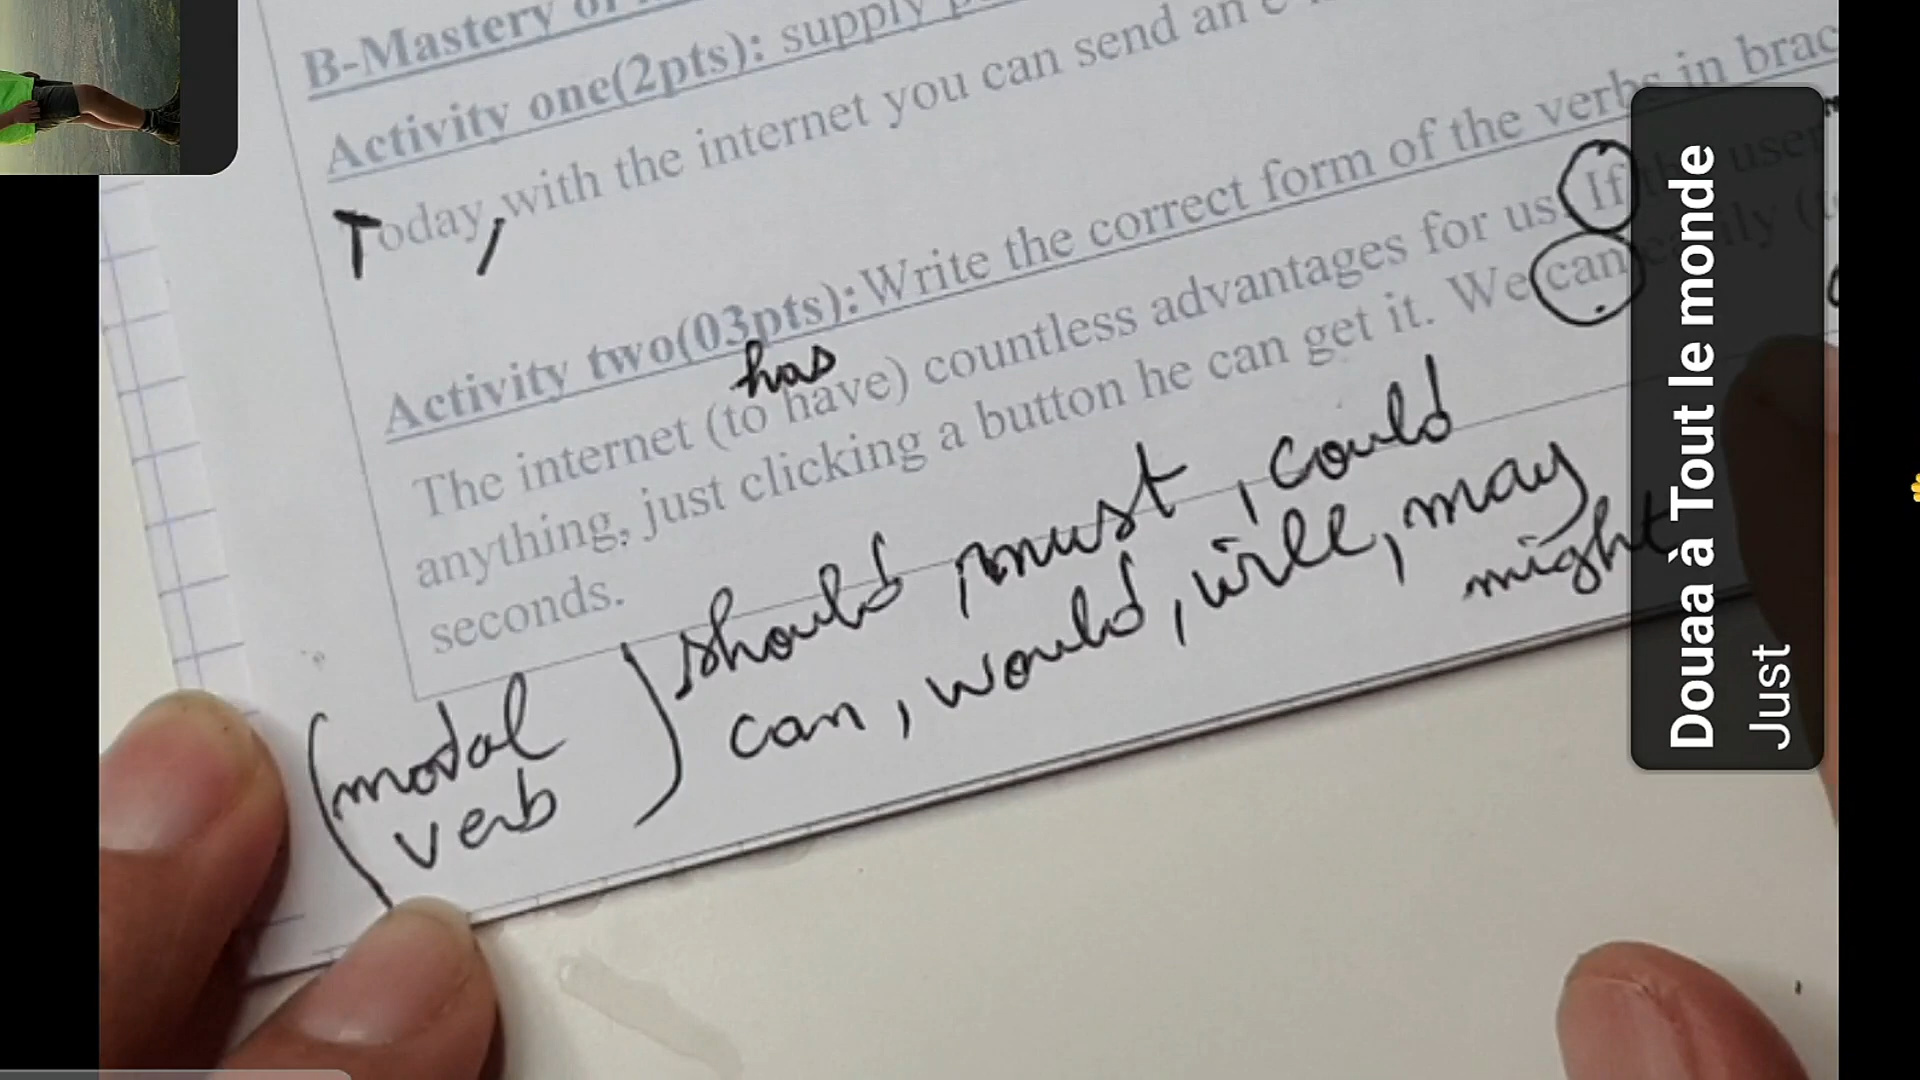 B-Mastery of
Activity one(2pts): supply
Today, with the internet you can send an e
Activity two(03pts): Write the correct form of the verbs in brac
has
The internet (to have) countless advantages for us. If the user
anything, just clicking a button he can get it. We can easily (t
seconds.
(modal verb) should, must, could
can, would, will, may
might
Douaa à Tout le monde
Just